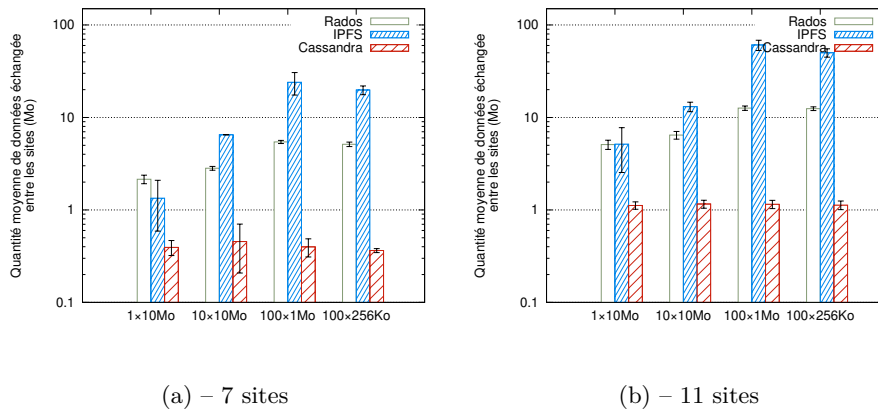 Quantité moyenne de données échangée
entre les sites (Mo)
100
10
1
0.1
Rados
IPFS
Cassandra
1×10Mo 10×10Mo 100×1Mo 100×256Ko
(a) – 7 sites
Quantité moyenne de données échangée
entre les sites (Mo)
100
10
1
0.1
Rados
IPFS
Cassandra
1×10Mo 10×10Mo 100×1Mo 100×256Ko
(b) – 11 sites